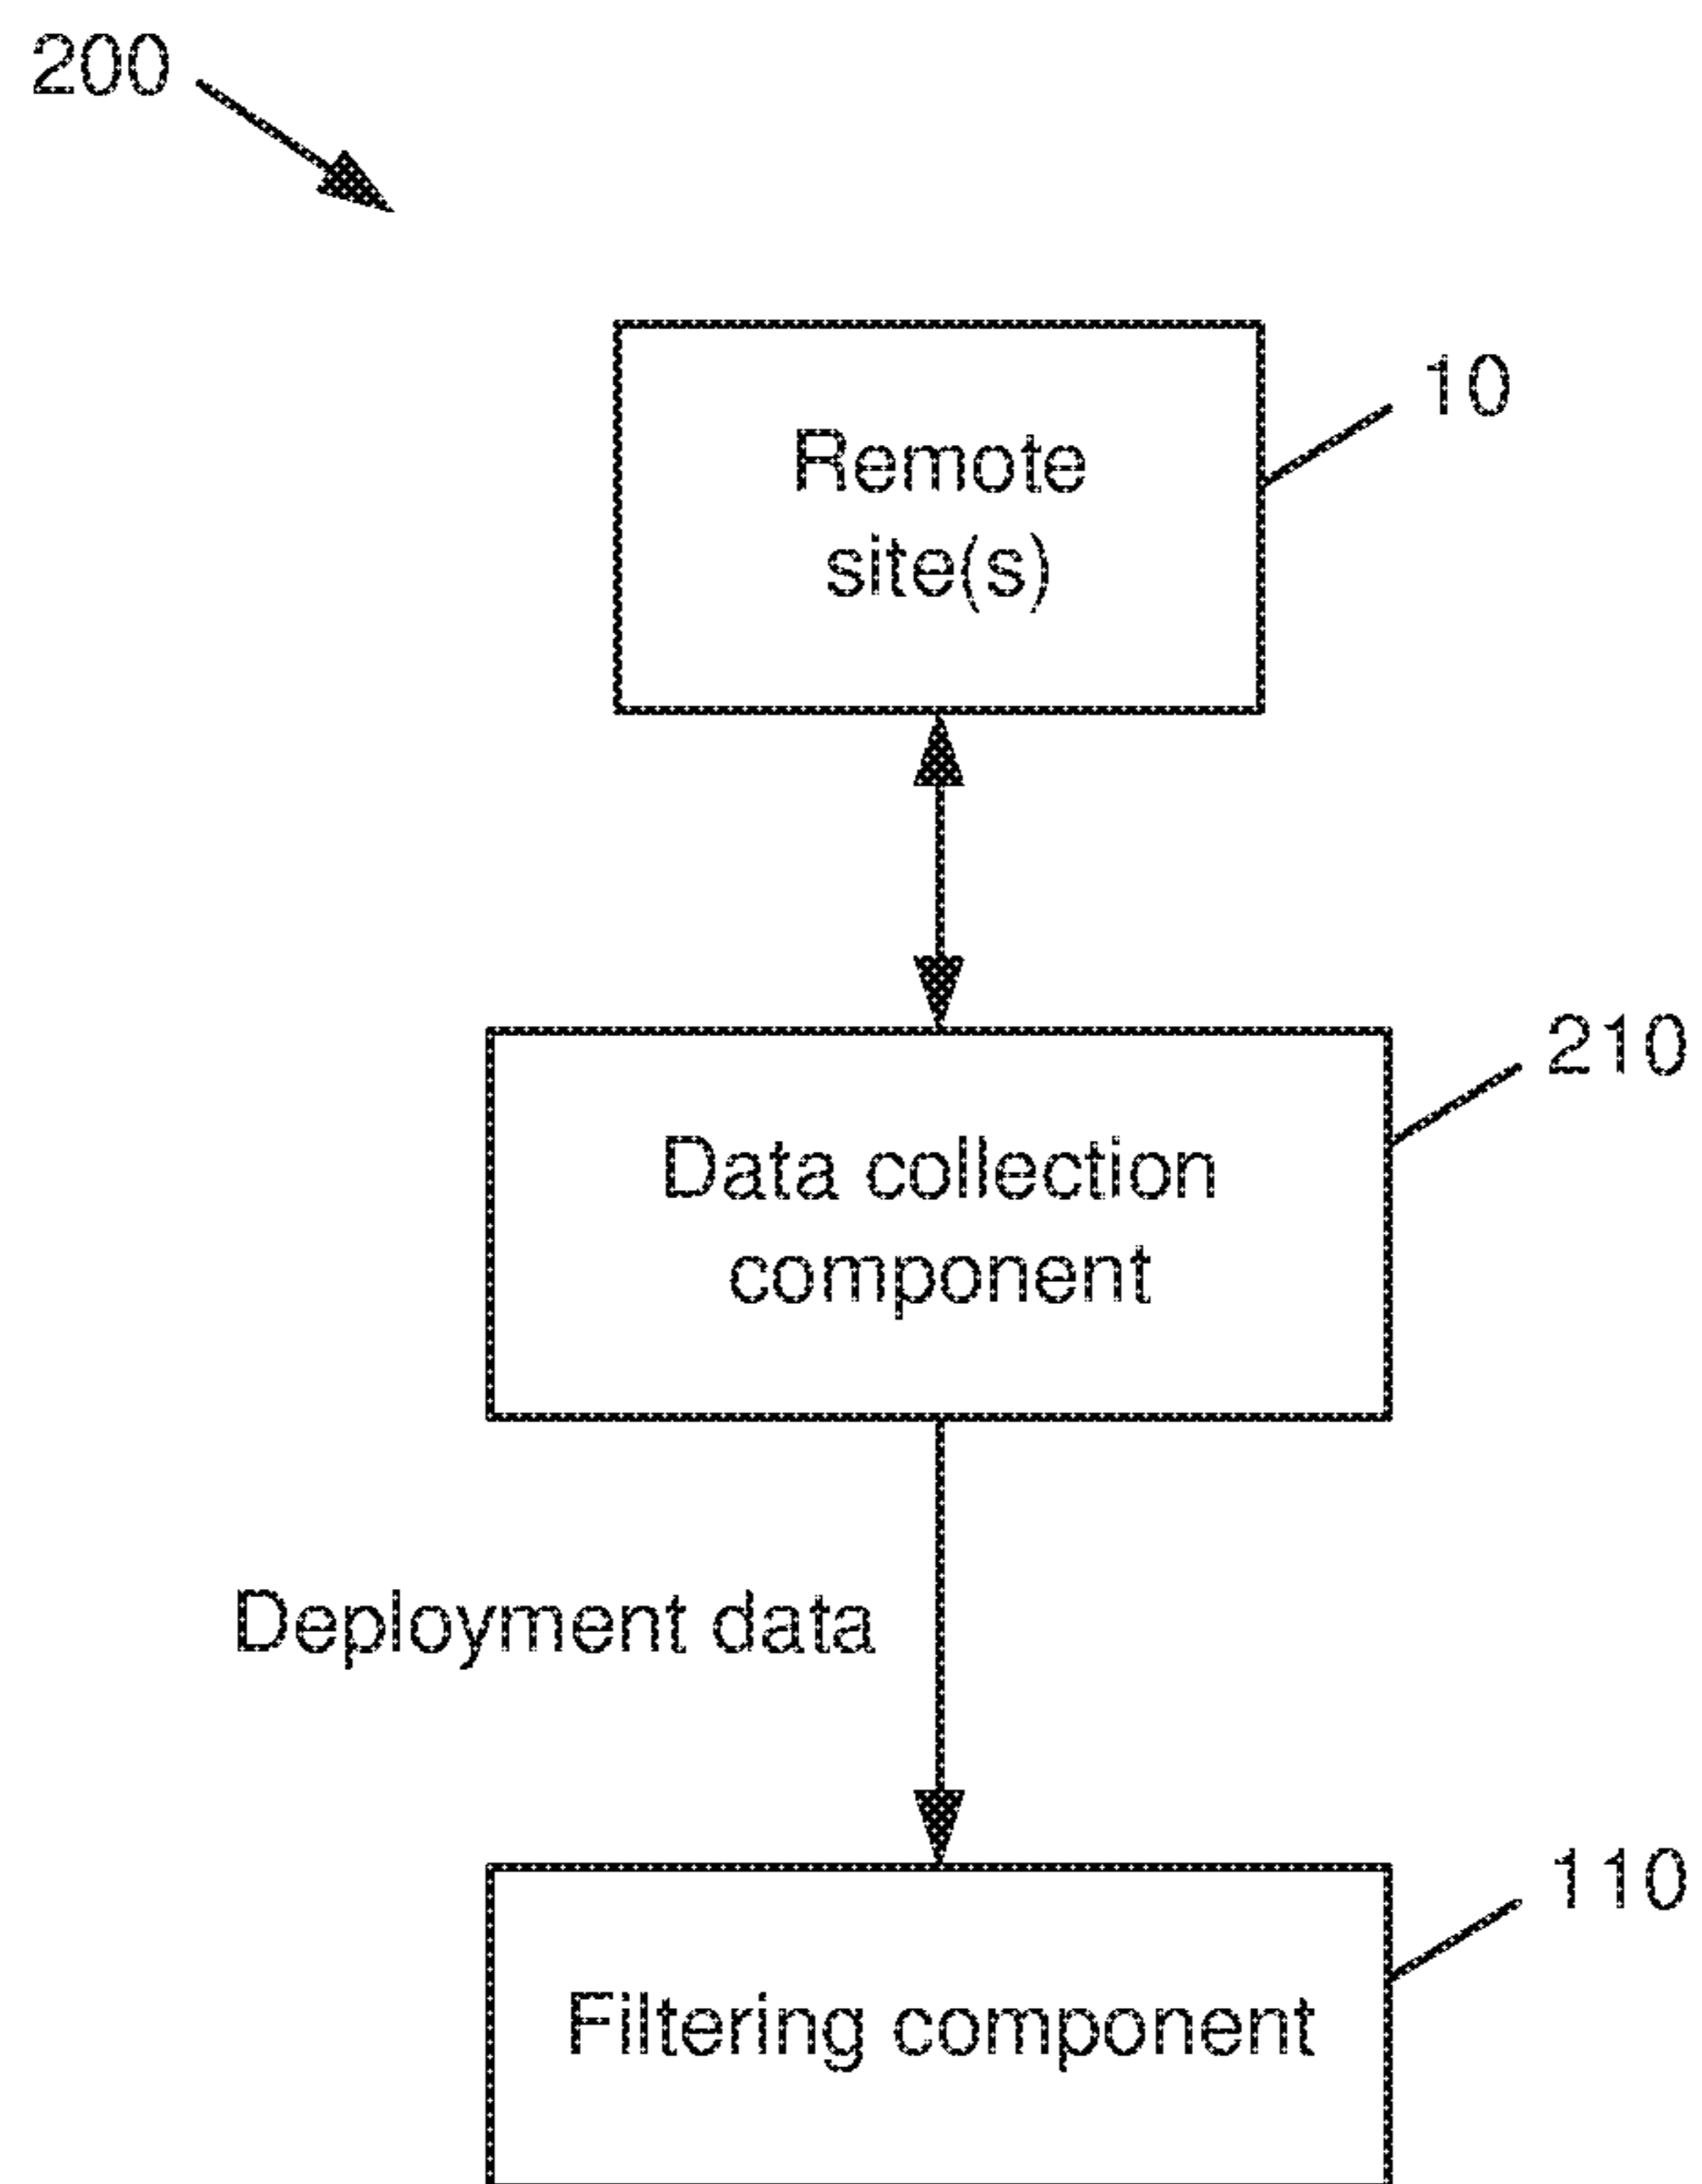 200
10
Remote
site(s)
210
Data collection
component
Deployment data
110
Filtering component